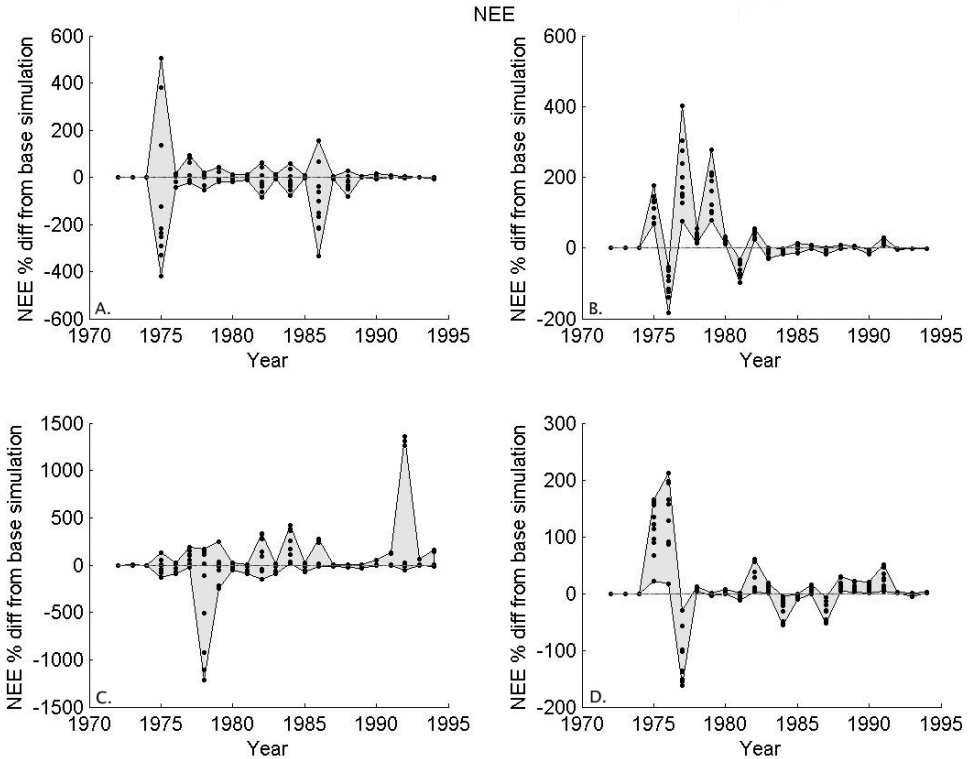 NEE
600
400
200
0
-200
-400
-600
1970 1975 1980 1985 1990 1995
Year
NEE % diff from base simulation
A.
600
400
200
0
-200
1970 1975 1980 1985 1990 1995
Year
NEE % diff from base simulation
B.
1500
1000
500
0
-500
-1000
-1500
1970 1975 1980 1985 1990 1995
Year
NEE % diff from base simulation
C.
300
200
100
0
-100
-200
1970 1975 1980 1985 1990 1995
Year
NEE % diff from base simulation
D.